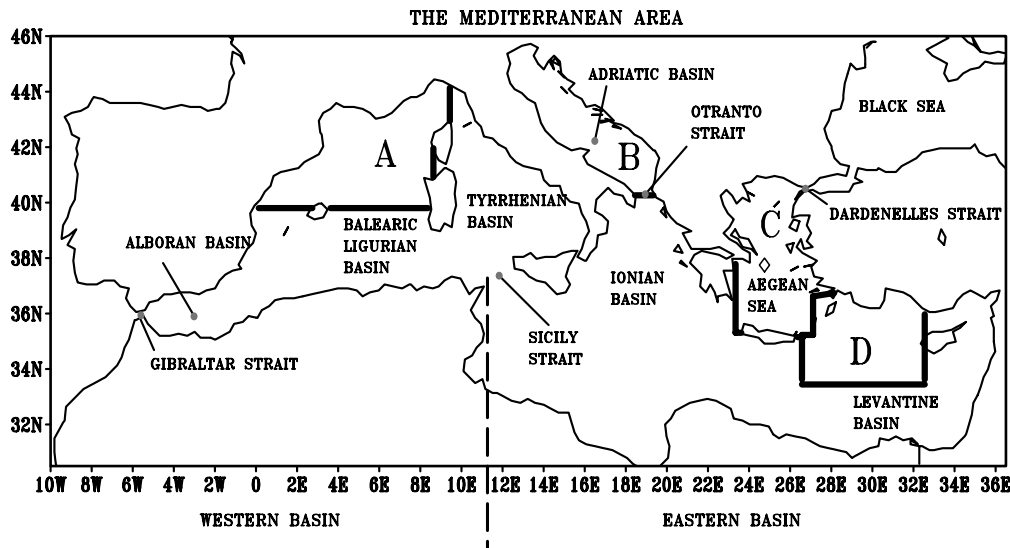 THE MEDITERRANEAN AREA
46N
44N
42N
40N
38N
36N
34N
32N
ADRIATIC BASIN
OTRANTO
STRAIT
BLACK SEA
A
B
C
D
TYRRHENIAN
BASIN
BALEARIC
LIGURIAN
BASIN
ALBORAN BASIN
DARDENELLES STRAIT
IONIAN
BASIN
AEGEAN
SEA
SICILY
STRAIT
GIBRALTAR STRAIT
LEVANTINE
BASIN
10W 8W 6W 4W 2W 0 2E 4E 6E 8E 10E 12E 14E 16E 18E 20E 22E 24E 26E 28E 30E 32E 34E 36E
WESTERN BASIN
EASTERN BASIN